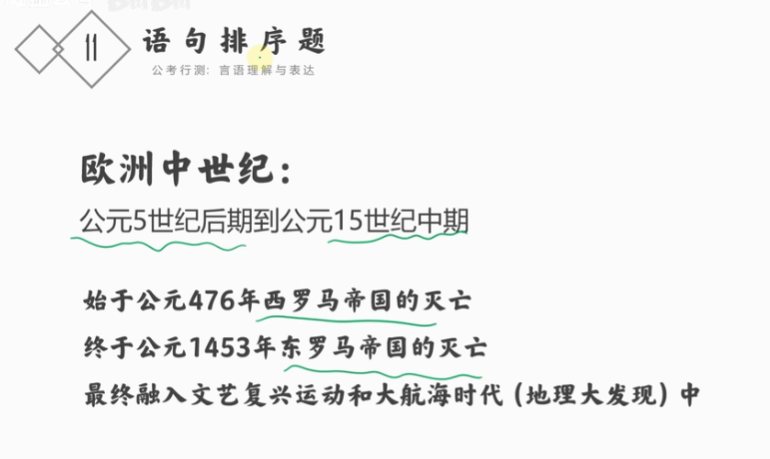 11
语句排序题
公考行测: 言语理解与表达
欧洲中世纪:
公元5世纪后期到公元15世纪中期
始于公元476年西罗马帝国的灭亡
终于公元1453年东罗马帝国的灭亡
最终融入文艺复兴运动和大航海时代 (地理大发现) 中